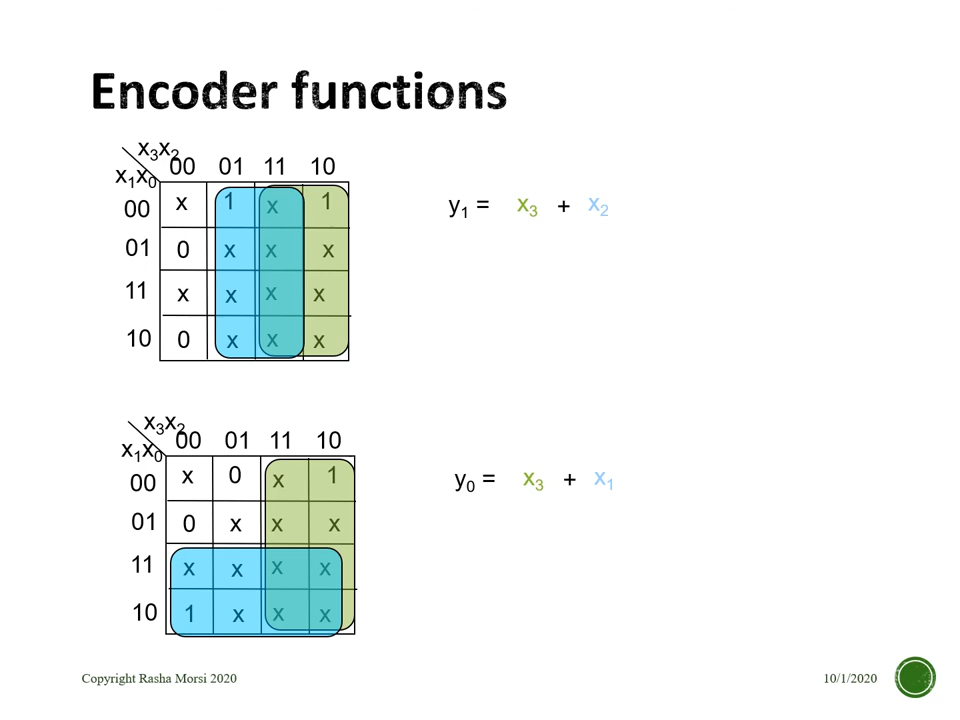 Encoder functions
x3x2
x1x0 00 01 11 10
00 x 1 x 1
01 0 x x x
11 x x x x
10 0 x x x
y1 = x3 + x2
x3x2
x1x0 00 01 11 10
00 x 0 x 1
01 0 x x x
11 x x x x
10 1 x x x
y0 = x3 + x1
Copyright Rasha Morsi 2020 10/1/2020